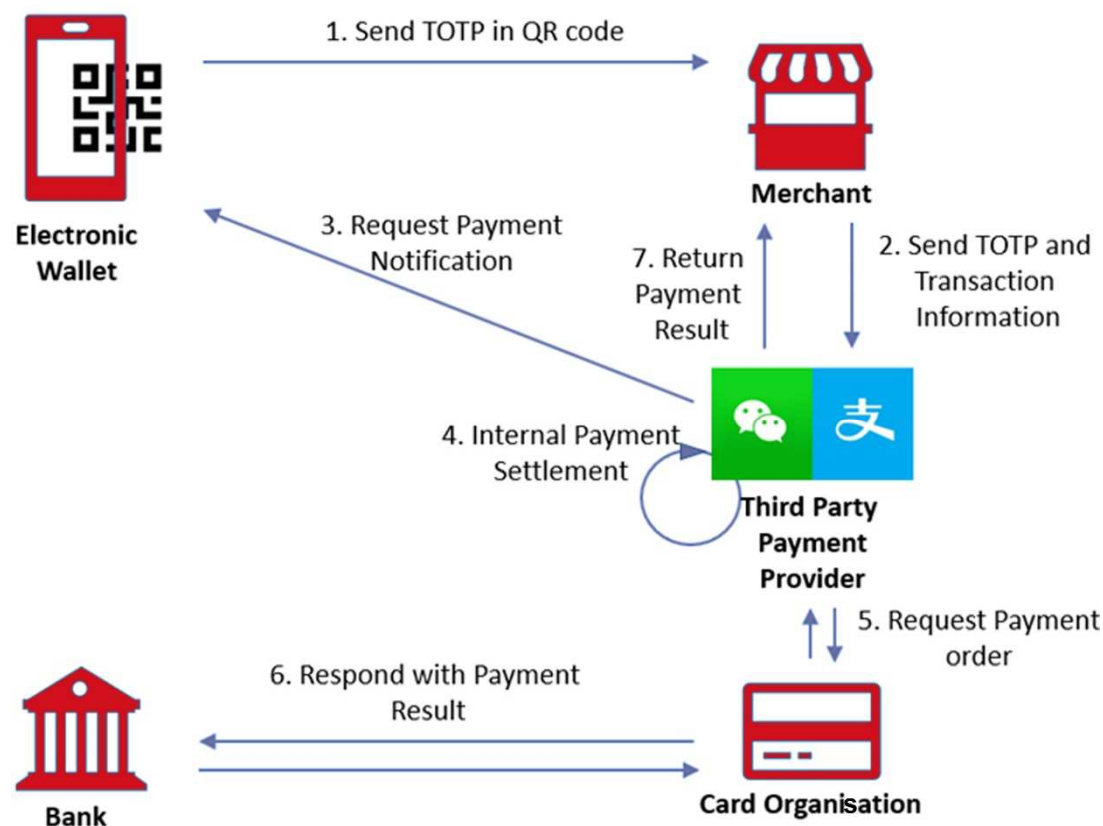 1. Send TOTP in QR code
Merchant
Electronic
Wallet
3. Request Payment
Notification
7. Return
Payment
Result
2. Send TOTP and
Transaction
Information
支
4. Internal Payment
Settlement
Third Party
Payment
Provider
5. Request Payment
order
6. Respond with Payment
Result
Bank
Card Organisation